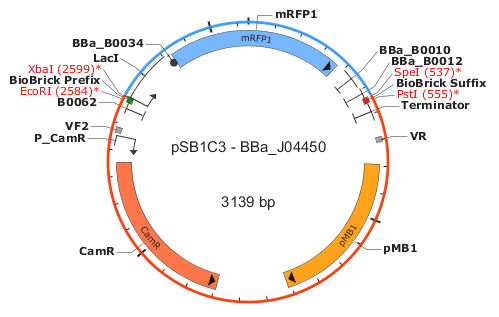 mRFP1
mRFP1
BBa_B0034
LacI
XbaI (2599)*
BioBrick Prefix
EcoRI (2584)*
B0062
VF2
P_CamR
BBa_B0010
BBa_B0012
SpeI (537)*
BioBrick Suffix
PstI (555)*
Terminator
VR
pSB1C3 - BBa_J04450
3139 bp
CamR
CamR
pMB1
pMB1